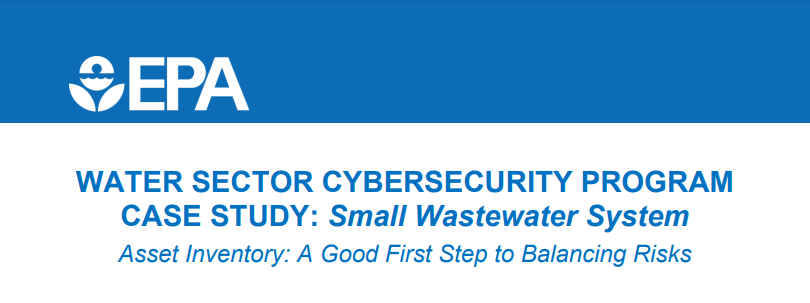 EPA
WATER SECTOR CYBERSECURITY PROGRAM
CASE STUDY: Small Wastewater System
Asset Inventory: A Good First Step to Balancing Risks